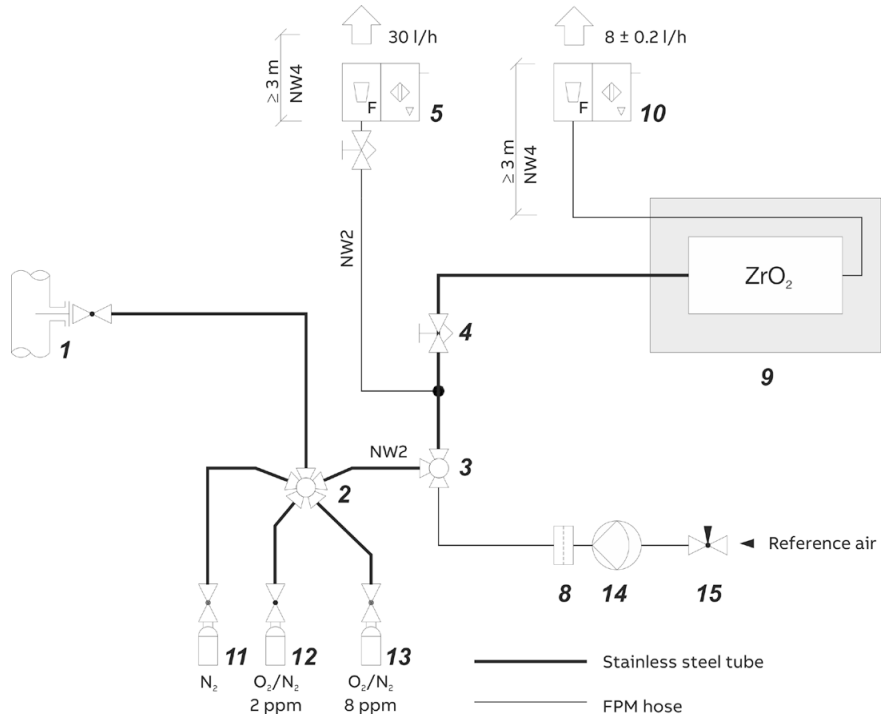 30 l/h
8 ± 0.2 l/h
≥ 3 m
NW4
F
5
F
10
≥ 3 m
NW4
NW2
ZrO₂
1
4
9
NW2
3
2
Reference air
8
14
15
11
12
13
N₂
O₂/N₂
2 ppm
O₂/N₂
8 ppm
Stainless steel tube
FPM hose